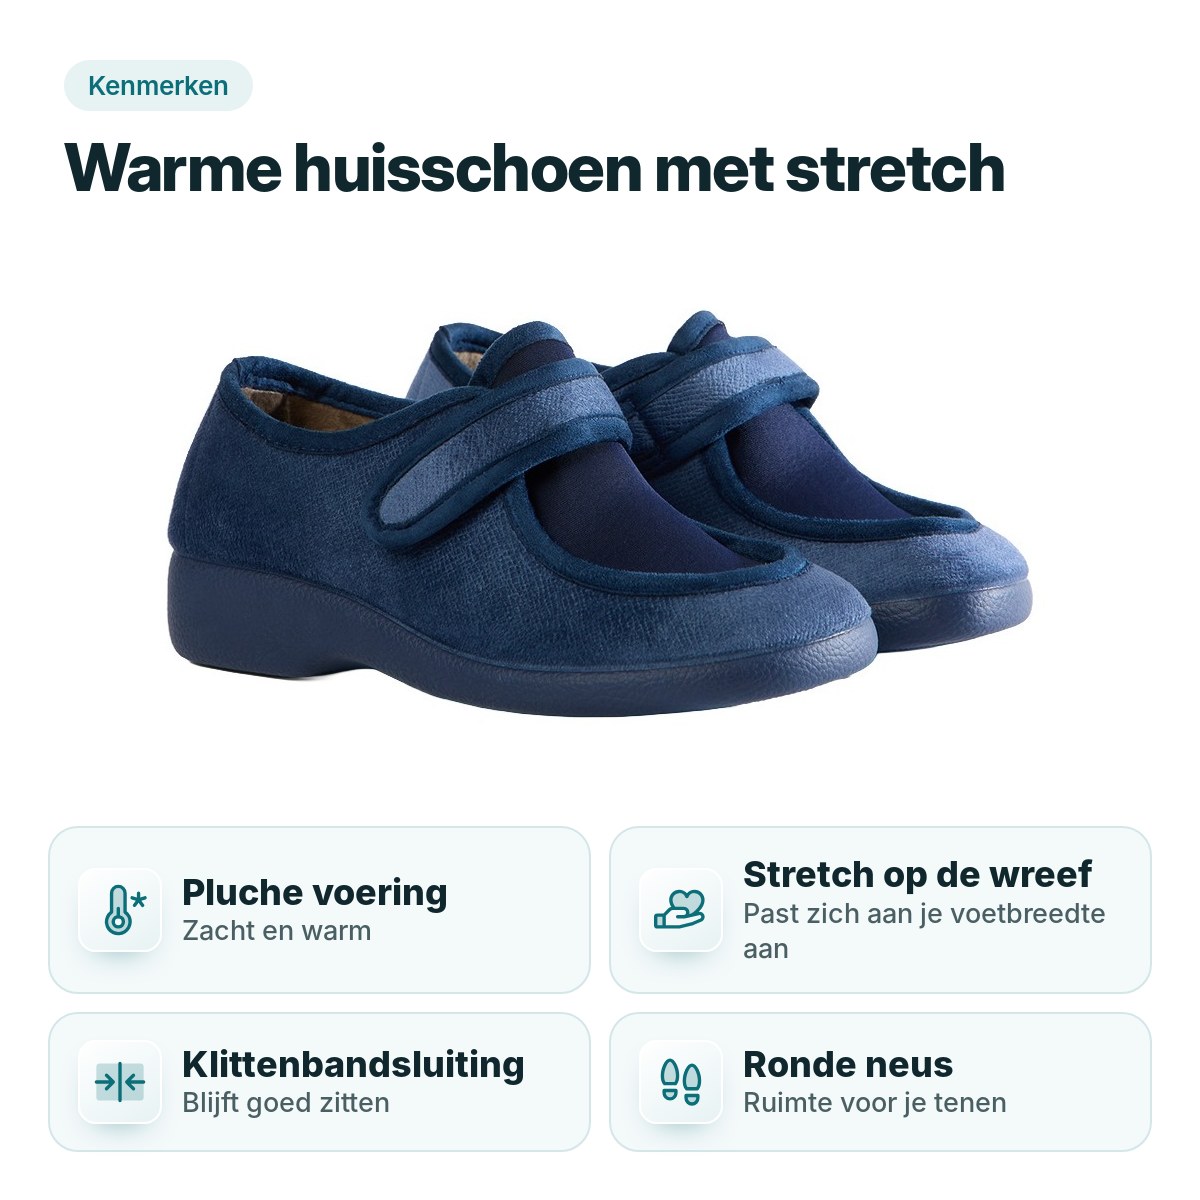 Kenmerken
Warme huisschoen met stretch
Pluche voering
Zacht en warm
Stretch op de wreef
Past zich aan je voetbreedte
aan
Klittenbandsluiting
Blijft goed zitten
Ronde neus
Ruimte voor je tenen